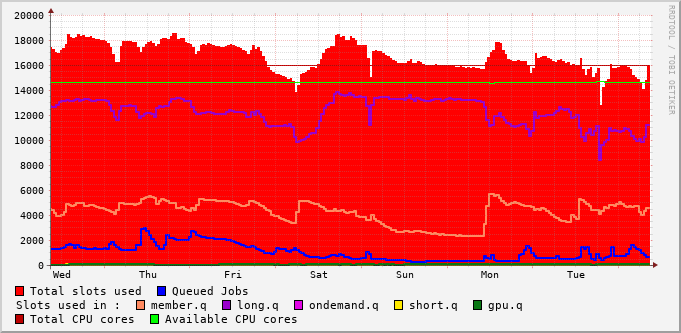 20000
18000
16000
14000
12000
10000
8000
6000
4000
2000
0
Wed Thu Fri Sat Sun Mon Tue
Total slots used Queued Jobs
Slots used in : member.q long.q ondemand.q short.q gpu.q
Total CPU cores Available CPU cores
RRDTOOL / TOBI OETIKER